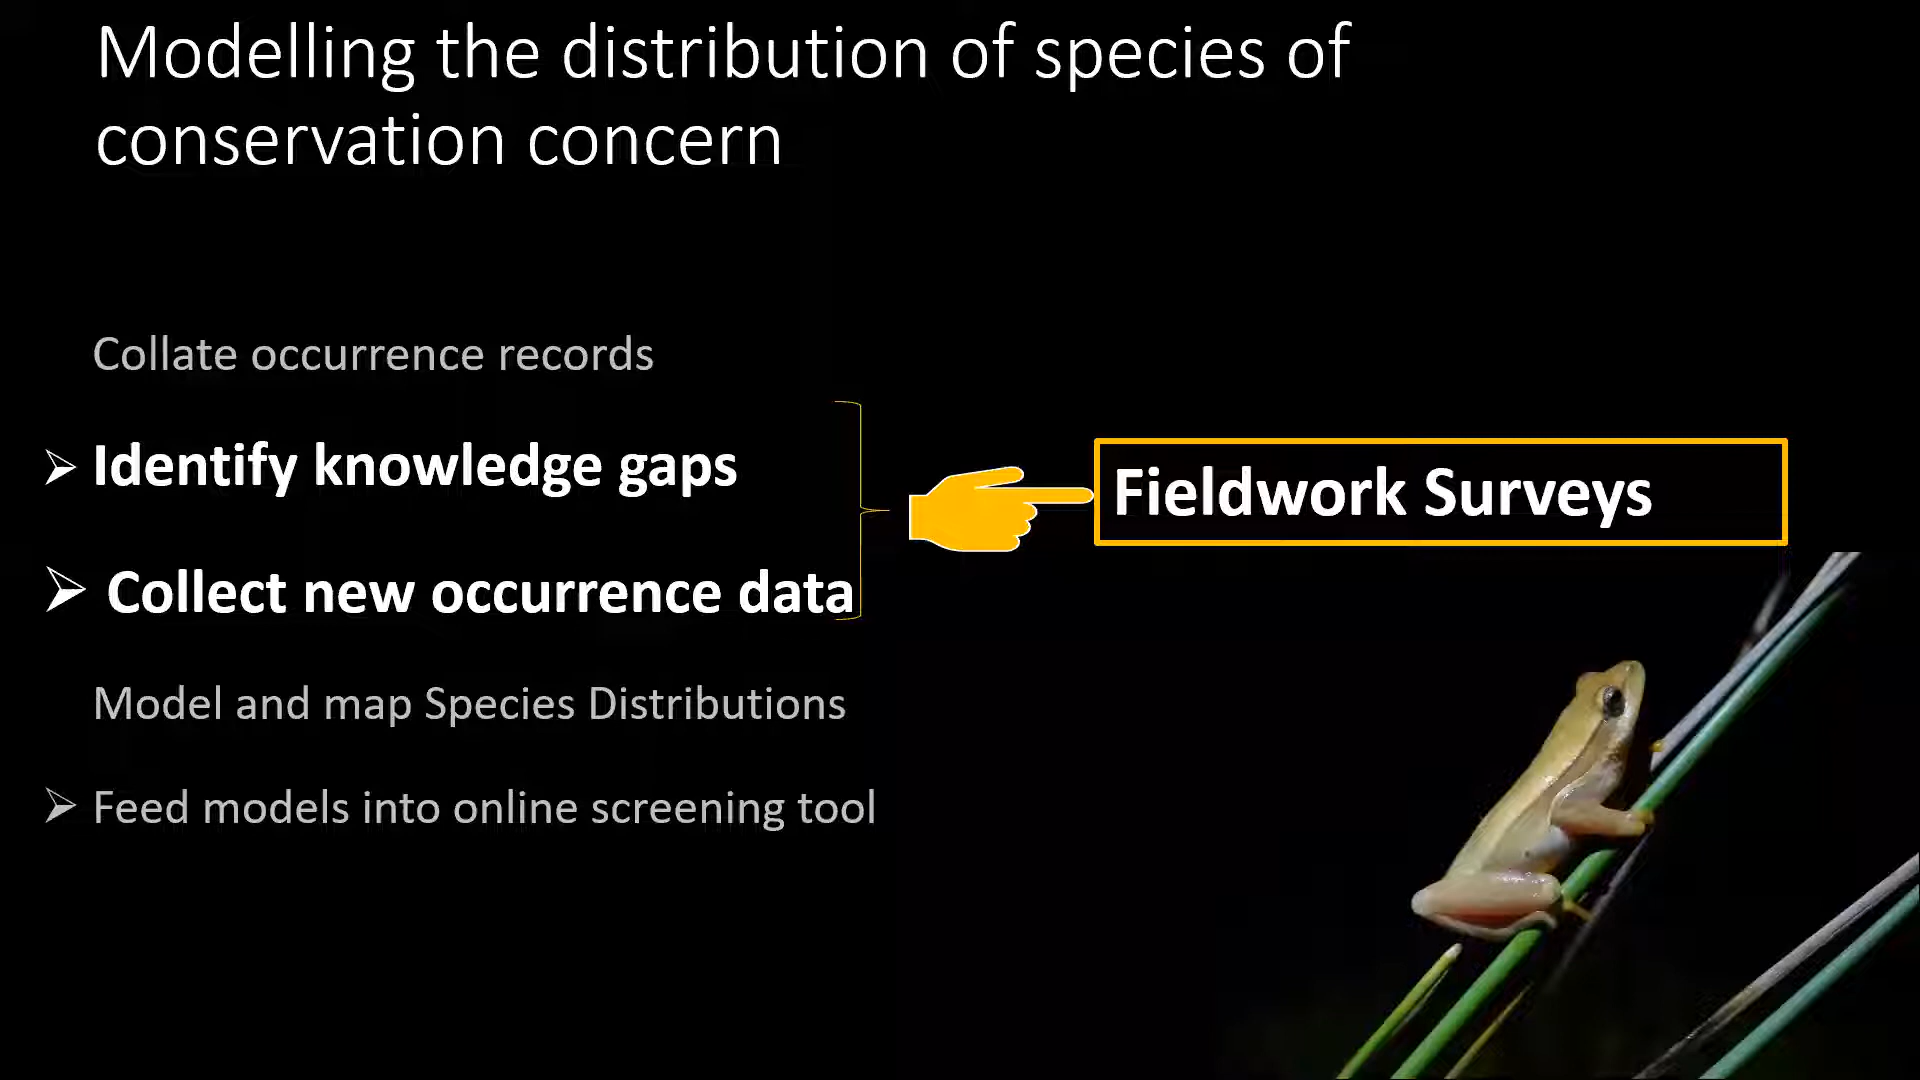 Modelling the distribution of species of
conservation concern
Collate occurrence records
Identify knowledge gaps
Collect new occurrence data
Fieldwork Surveys
Model and map Species Distributions
Feed models into online screening tool